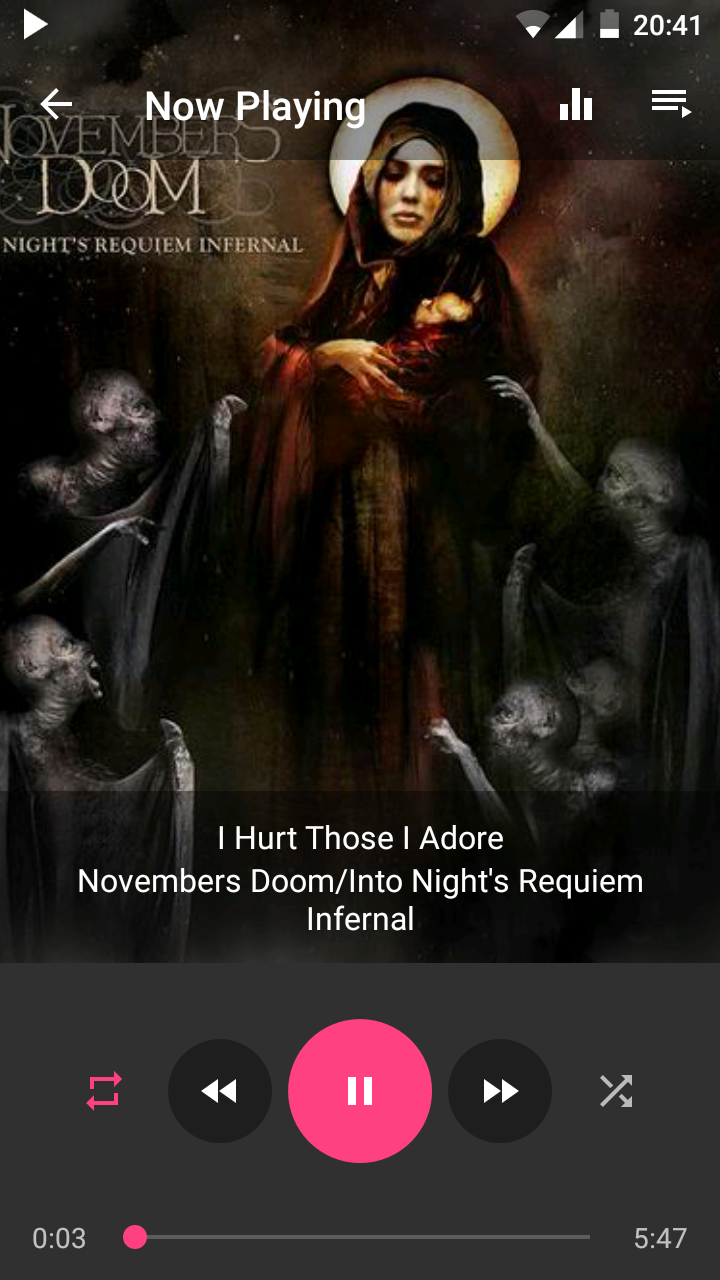 20:41
Now Playing
NOVEMBERS
DOOM
NIGHT'S REQUIEM INFERNAL
I Hurt Those I Adore
Novembers Doom/Into Night's Requiem
Infernal
0:03
5:47